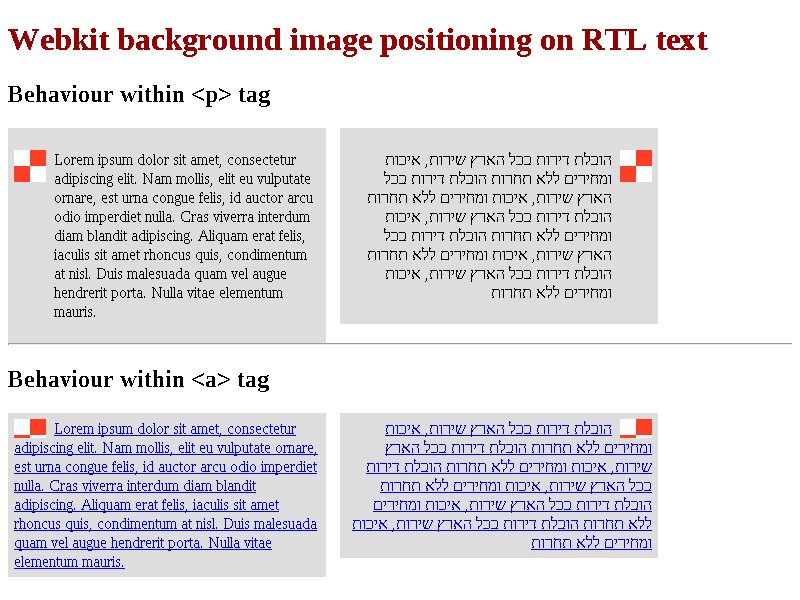 Webkit background image positioning on RTL text
Behaviour within <p> tag
Lorem ipsum dolor sit amet, consectetur
adipiscing elit. Nam mollis, elit eu vulputate
ornare, est urna congue felis, id auctor arcu
odio imperdiet nulla. Cras viverra interdum
diam blandit adipiscing. Aliquam erat felis,
iaculis sit amet rhoncus quis, condimentum
at nisl. Duis malesuada quam vel augue
hendrerit porta. Nulla vitae elementum
mauris.
הובלת דירות בכל הארץ שירות, איכות
ומחירים ללא תחרות הובלת דירות בכל
הארץ שירות, איכות ומחירים ללא תחרות
הובלת דירות בכל הארץ שירות, איכות
ומחירים ללא תחרות הובלת דירות בכל
הארץ שירות, איכות ומחירים ללא תחרות
הובלת דירות בכל הארץ שירות, איכות
ומחירים ללא תחרות
Behaviour within <a> tag
Lorem ipsum dolor sit amet, consectetur
adipiscing elit. Nam mollis, elit eu vulputate ornare,
est urna congue felis, id auctor arcu odio imperdiet
nulla. Cras viverra interdum diam blandit
adipiscing. Aliquam erat felis, iaculis sit amet
rhoncus quis, condimentum at nisl. Duis malesuada
quam vel augue hendrerit porta. Nulla vitae
elementum mauris.
הובלת דירות בכל הארץ שירות, איכות
ומחירים ללא תחרות הובלת דירות בכל הארץ
שירות, איכות ומחירים ללא תחרות הובלת דירות
בכל הארץ שירות, איכות ומחירים ללא תחרות
הובלת דירות בכל הארץ שירות, איכות ומחירים
ללא תחרות הובלת דירות בכל הארץ שירות, איכות
ומחירים ללא תחרות